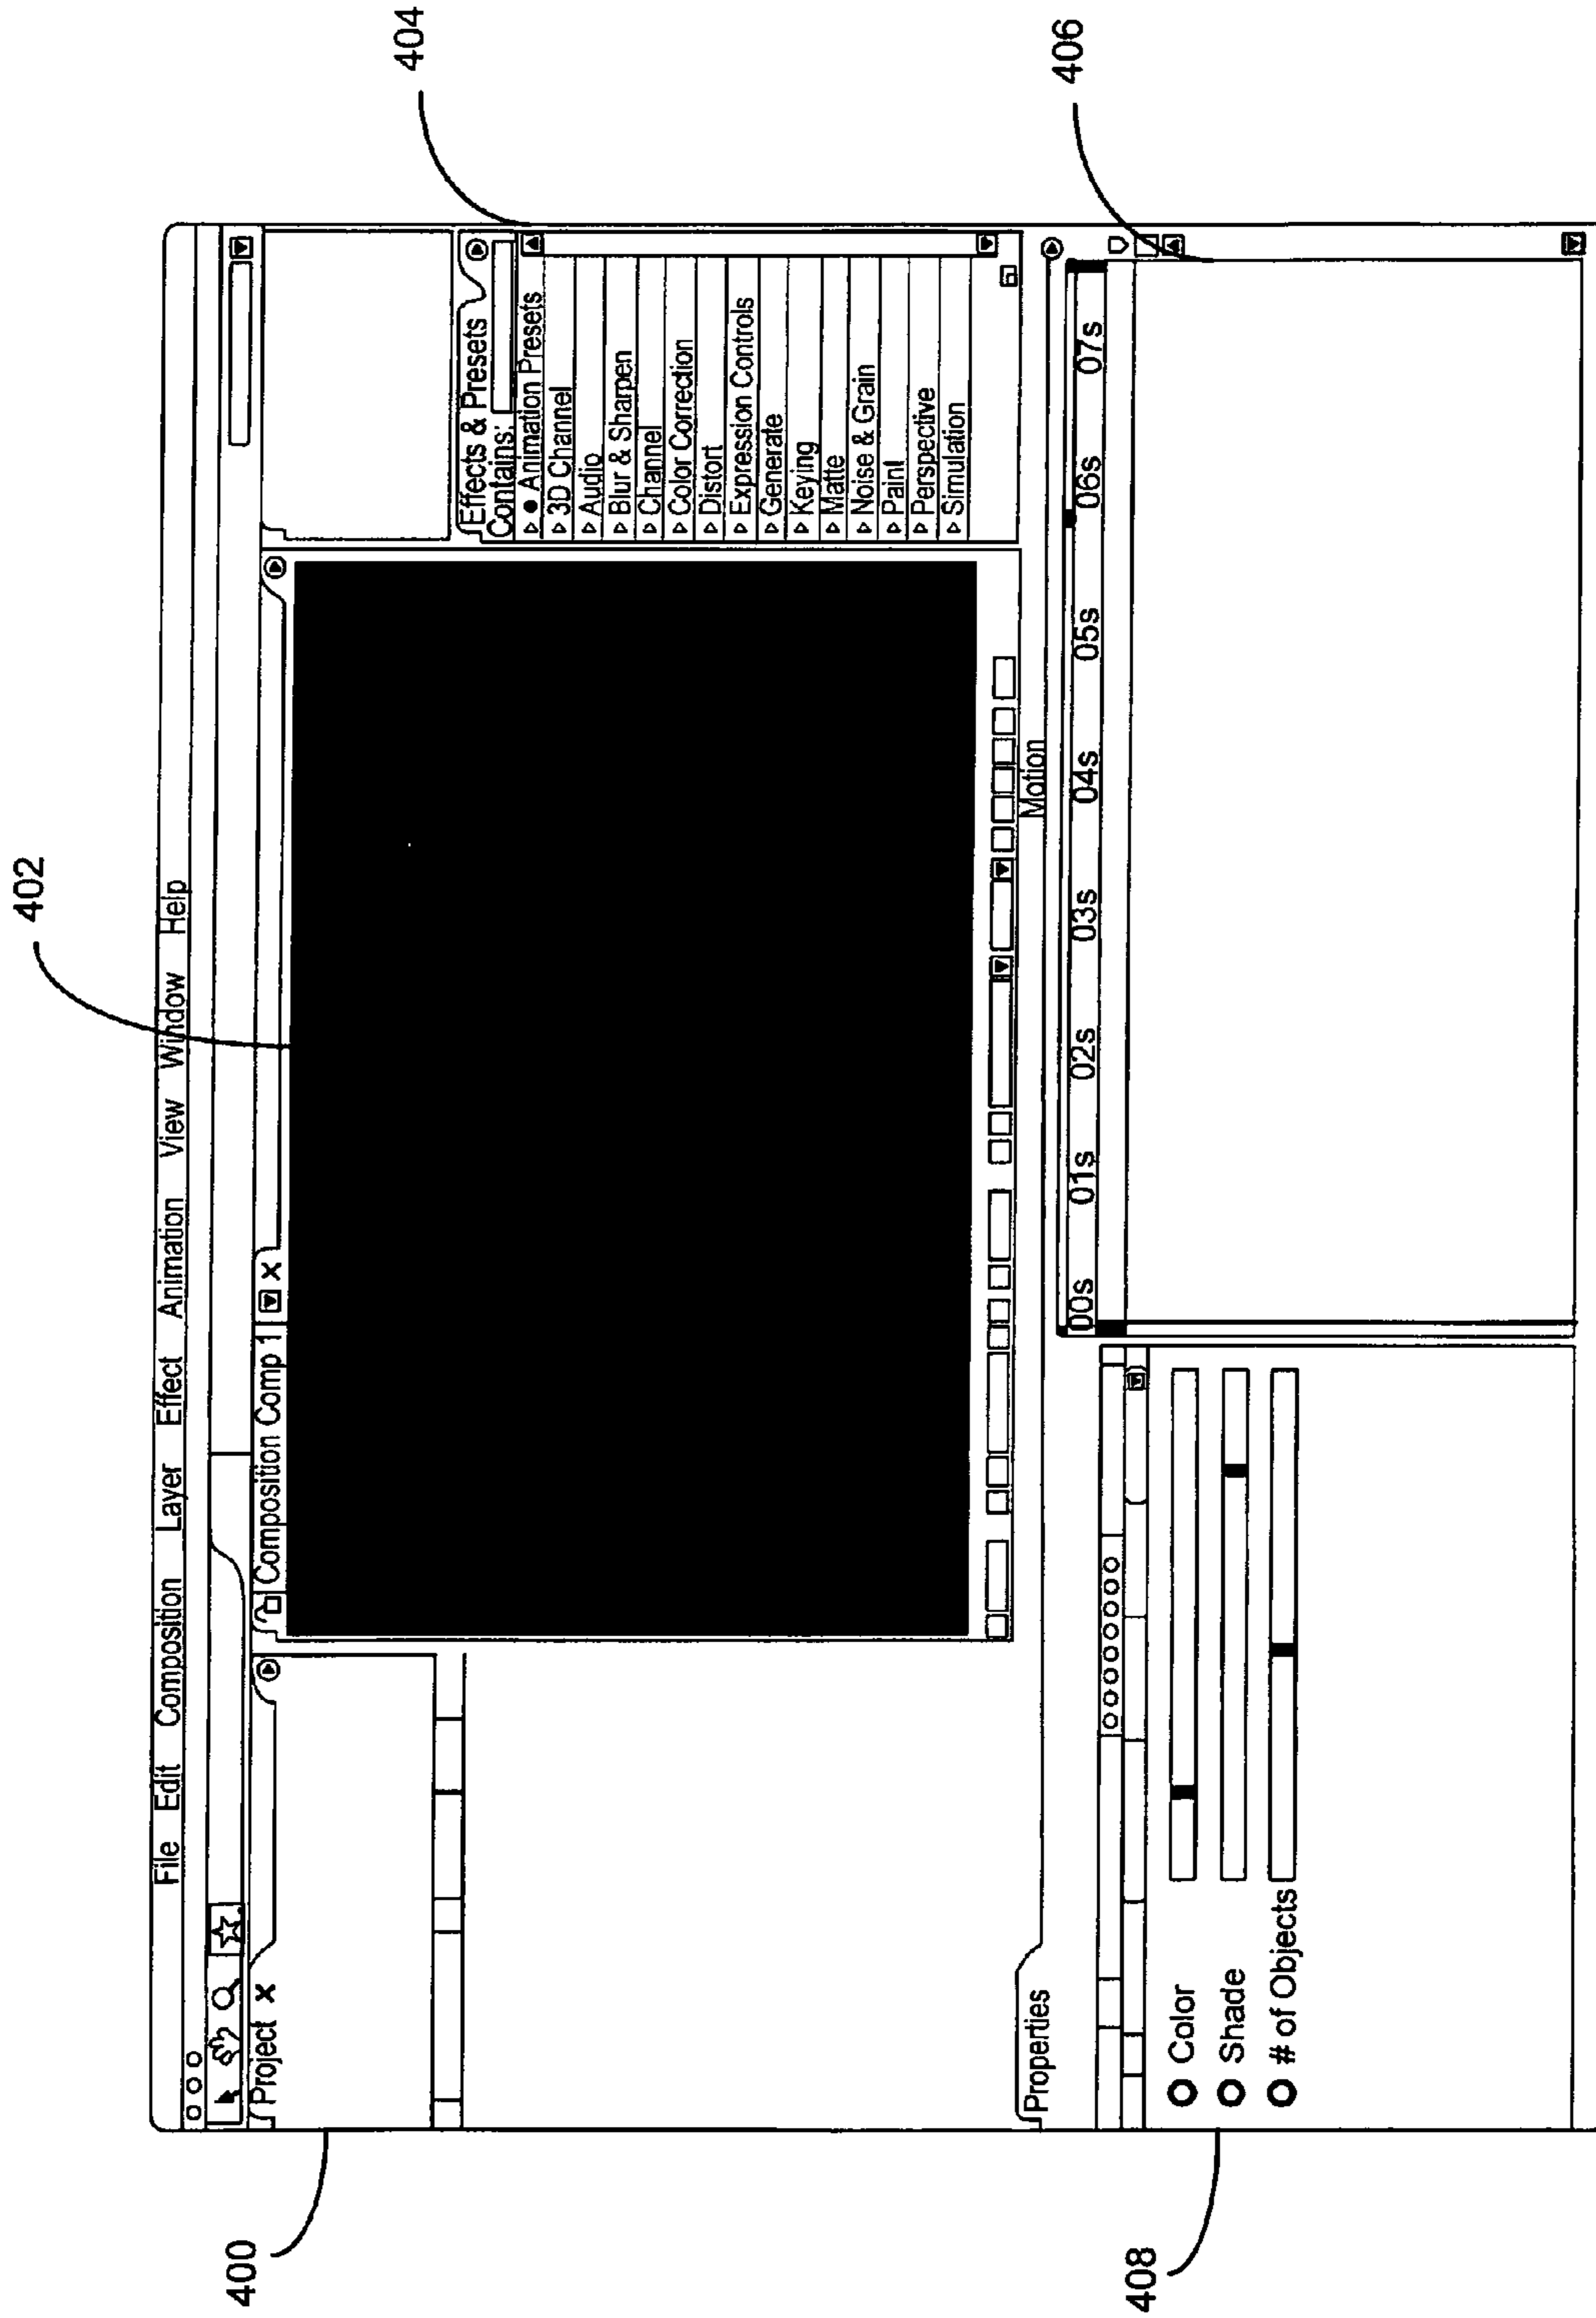 402
File Edit Composition Layer Effect Animation View Window Help
400
Project X
Composition Comp 1 X
404
Effects & Presets
Contains:
Animation Presets
3D Channel
Audio
Blur & Sharpen
Channel
Color Correction
Distort
Expression Controls
Generate
Keying
Matte
Noise & Grain
Paint
Perspective
Simulation
Properties
Motion
406
00s 01s 02s 03s 04s 05s 06s 07s
408
Color
Shade
# of Objects